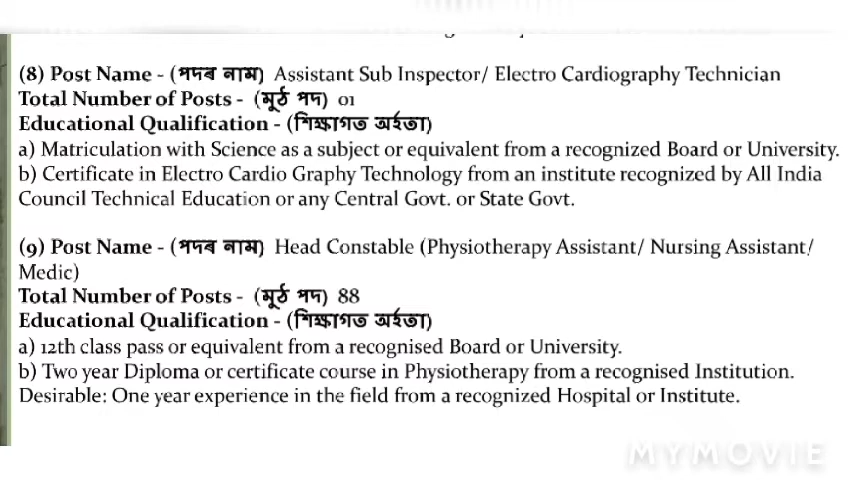 (8) Post Name - (পদৰ নাম) Assistant Sub Inspector/ Electro Cardiography Technician
Total Number of Posts - (মুঠ পদ) 01
Educational Qualification - (শিক্ষাগত অৰ্হতা)
a) Matriculation with Science as a subject or equivalent from a recognized Board or University.
b) Certificate in Electro Cardio Graphy Technology from an institute recognized by All India
Council Technical Education or any Central Govt. or State Govt.
(9) Post Name - (পদৰ নাম) Head Constable (Physiotherapy Assistant/ Nursing Assistant/
Medic)
Total Number of Posts - (মুঠ পদ) 88
Educational Qualification - (শিক্ষাগত অৰ্হতা)
a) 12th class pass or equivalent from a recognised Board or University.
b) Two year Diploma or certificate course in Physiotherapy from a recognised Institution.
Desirable: One year experience in the field from a recognized Hospital or Institute.
MYMOVIE